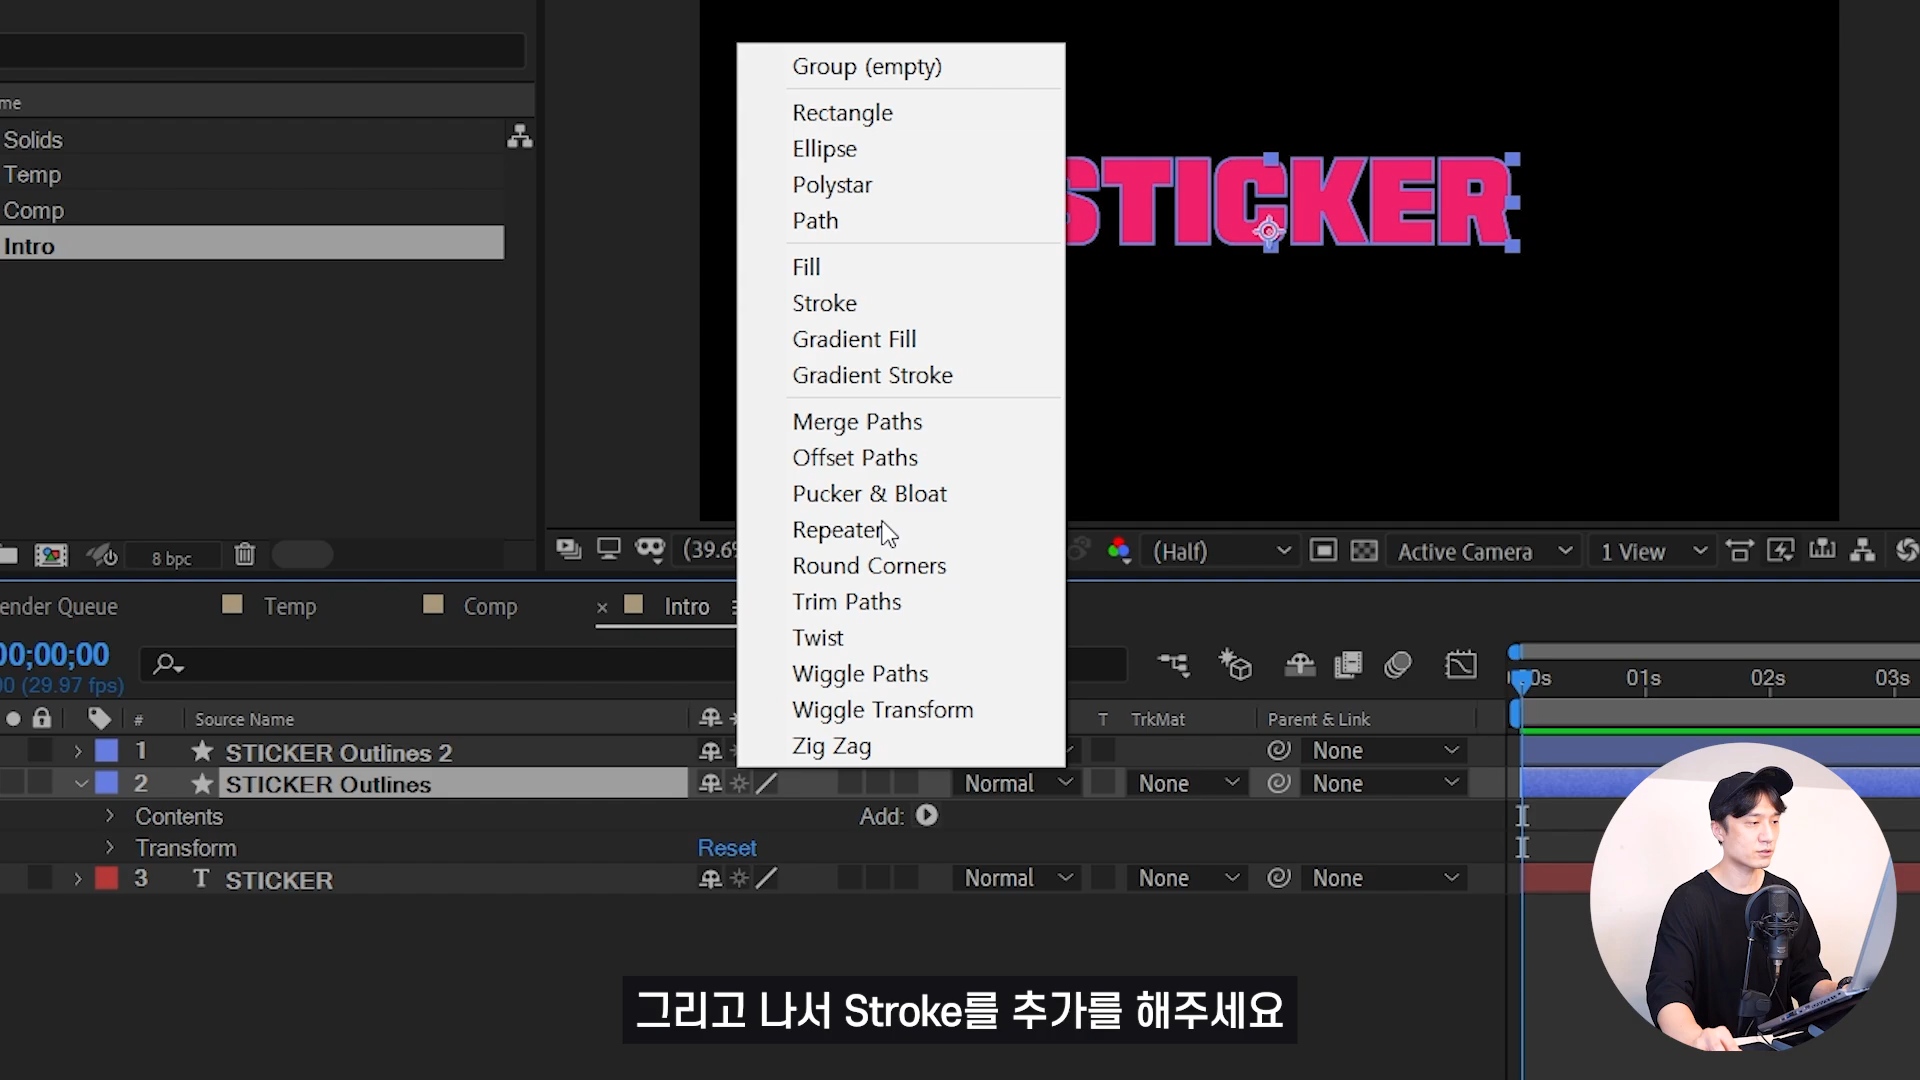 me
Solids
Temp
Comp
Intro
8 bpc
Group (empty)
Rectangle
Ellipse
Polystar
Path
Fill
Stroke
Gradient Fill
Gradient Stroke
Merge Paths
Offset Paths
Pucker & Bloat
Repeater
Round Corners
Trim Paths
Twist
Wiggle Paths
Wiggle Transform
Zig Zag
STICKER
(39.6%
(Half)
Active Camera
1 View
ender Queue
Temp
Comp
× Intro
00;00;00
00 (29.97 fps)
01s 02s 03s
# Source Name T TrkMat Parent & Link
1 STICKER Outlines 2 None
2 STICKER Outlines Normal None None
Contents Add:
Transform Reset
3 T STICKER Normal None None
그리고 나서 Stroke를 추가를 해주세요